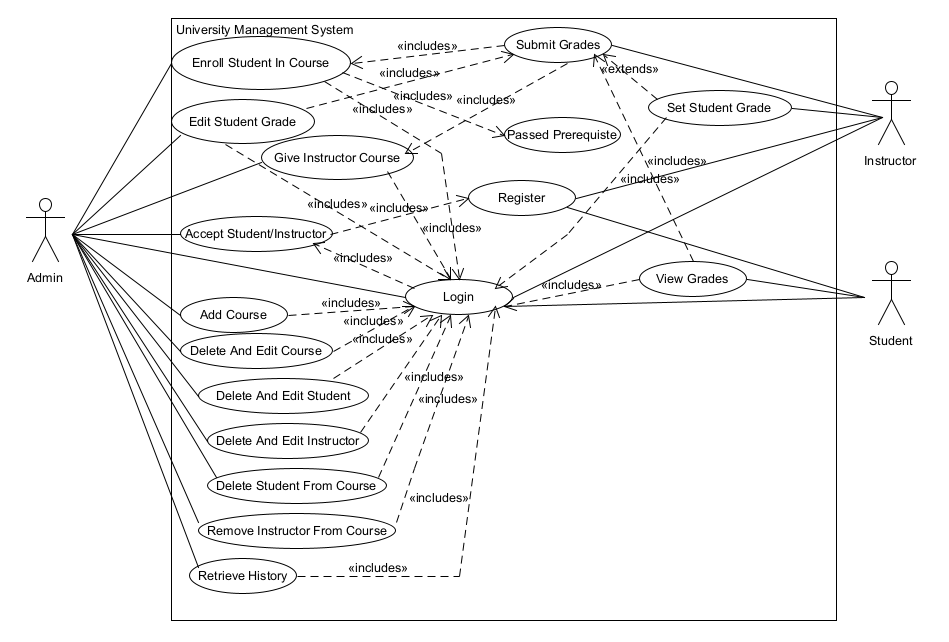 University Management System
«includes»
Submit Grades
Enroll Student In Course
«includes»
«extends»
«includes»
«includes»
«includes»
Set Student Grade
Edit Student Grade
Passed Prerequiste
Give Instructor Course
«includes»
Instructor
«includes»
Register
«includes»
«includes»
Accept Student/Instructor
«includes»
«includes»
Admin
View Grades
«includes»
Login
«includes»
Add Course
«includes»
«includes»
Student
Delete And Edit Course
«includes»
Delete And Edit Student
«includes»
Delete And Edit Instructor
Delete Student From Course
«includes»
Remove Instructor From Course
«includes»
Retrieve History